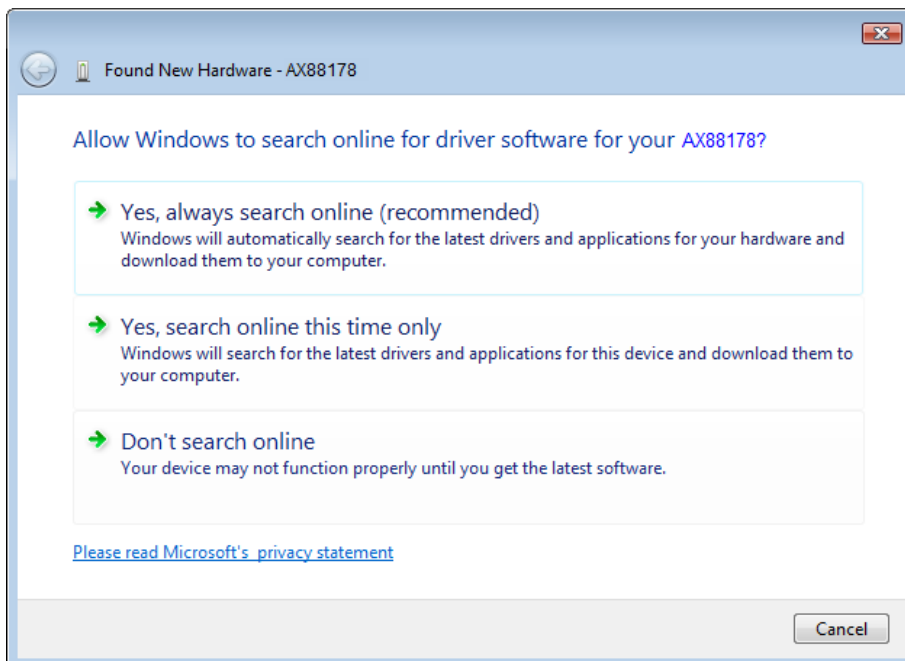 Found New Hardware - AX88178
Allow Windows to search online for driver software for your AX88178?
Yes, always search online (recommended)
Windows will automatically search for the latest drivers and applications for your hardware and
download them to your computer.
Yes, search online this time only
Windows will search for the latest drivers and applications for this device and download them to
your computer.
Don't search online
Your device may not function properly until you get the latest software.
Please read Microsoft's privacy statement
Cancel